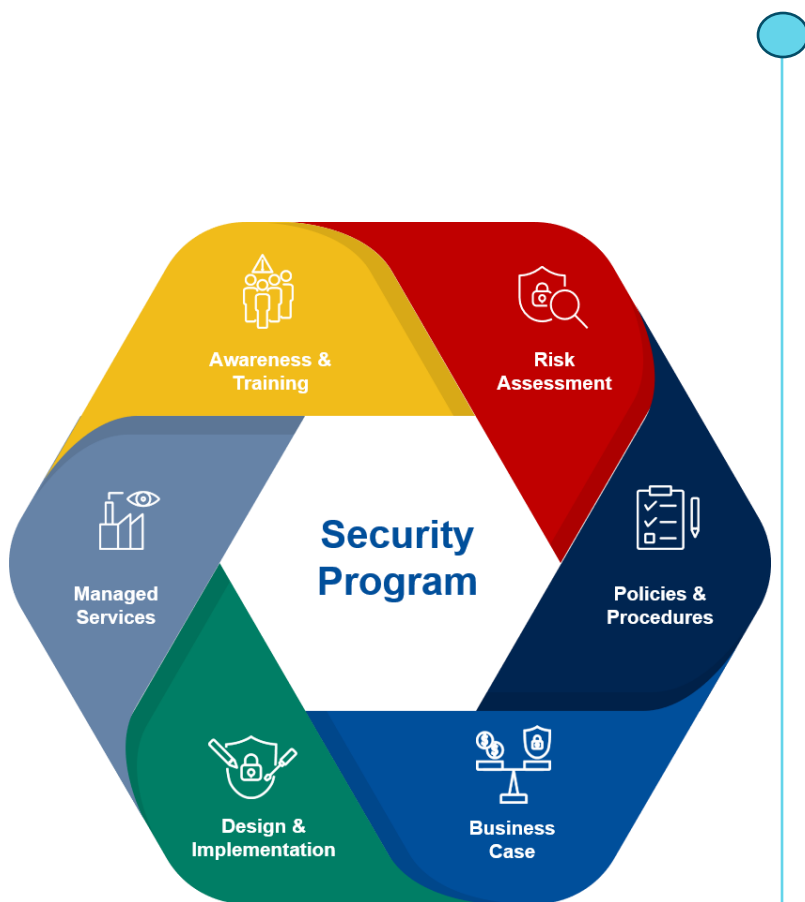 Awareness &
Training
Risk
Assessment
Security
Program
Managed
Services
Policies &
Procedures
Design &
Implementation
Business
Case